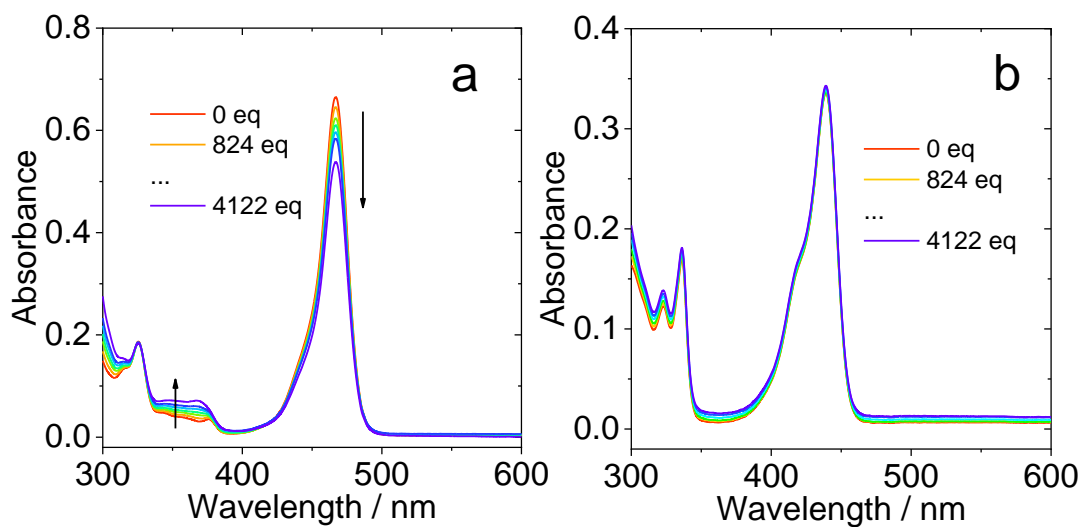 a
0.8
0.6
0.4
0.2
0.0
Absorbance
0 eq
824 eq
...
4122 eq
300 400 500 600
Wavelength / nm
b
0.4
0.3
0.2
0.1
0.0
Absorbance
0 eq
824 eq
...
4122 eq
300 400 500 600
Wavelength / nm